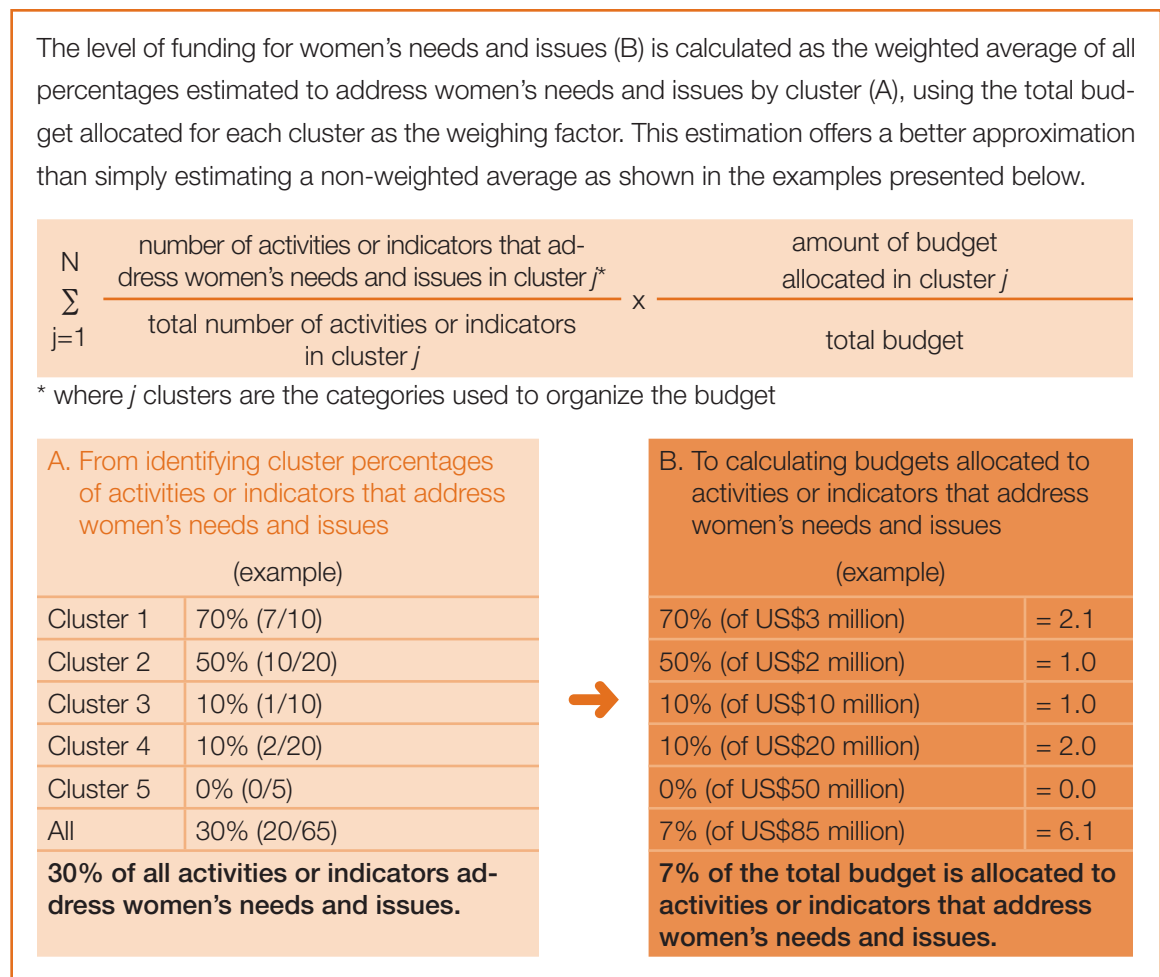 The level of funding for women's needs and issues (B) is calculated as the weighted average of all
percentages estimated to address women's needs and issues by cluster (A), using the total bud-
get allocated for each cluster as the weighing factor. This estimation offers a better approximation
than simply estimating a non-weighted average as shown in the examples presented below.
N
Σ
j=1
number of activities or indicators that ad-
dress women's needs and issues in cluster j*
total number of activities or indicators
in cluster j
x
amount of budget
allocated in cluster j
total budget
* where j clusters are the categories used to organize the budget
A. From identifying cluster percentages
of activities or indicators that address
women's needs and issues
(example)
Cluster 1 70% (7/10)
Cluster 2 50% (10/20)
Cluster 3 10% (1/10)
Cluster 4 10% (2/20)
Cluster 5 0% (0/5)
All 30% (20/65)
30% of all activities or indicators ad-
dress women's needs and issues.
B. To calculating budgets allocated to
activities or indicators that address
women's needs and issues
(example)
70% (of US$3 million) = 2.1
50% (of US$2 million) = 1.0
10% (of US$10 million) = 1.0
10% (of US$20 million) = 2.0
0% (of US$50 million) = 0.0
7% (of US$85 million) = 6.1
7% of the total budget is allocated to
activities or indicators that address
women's needs and issues.